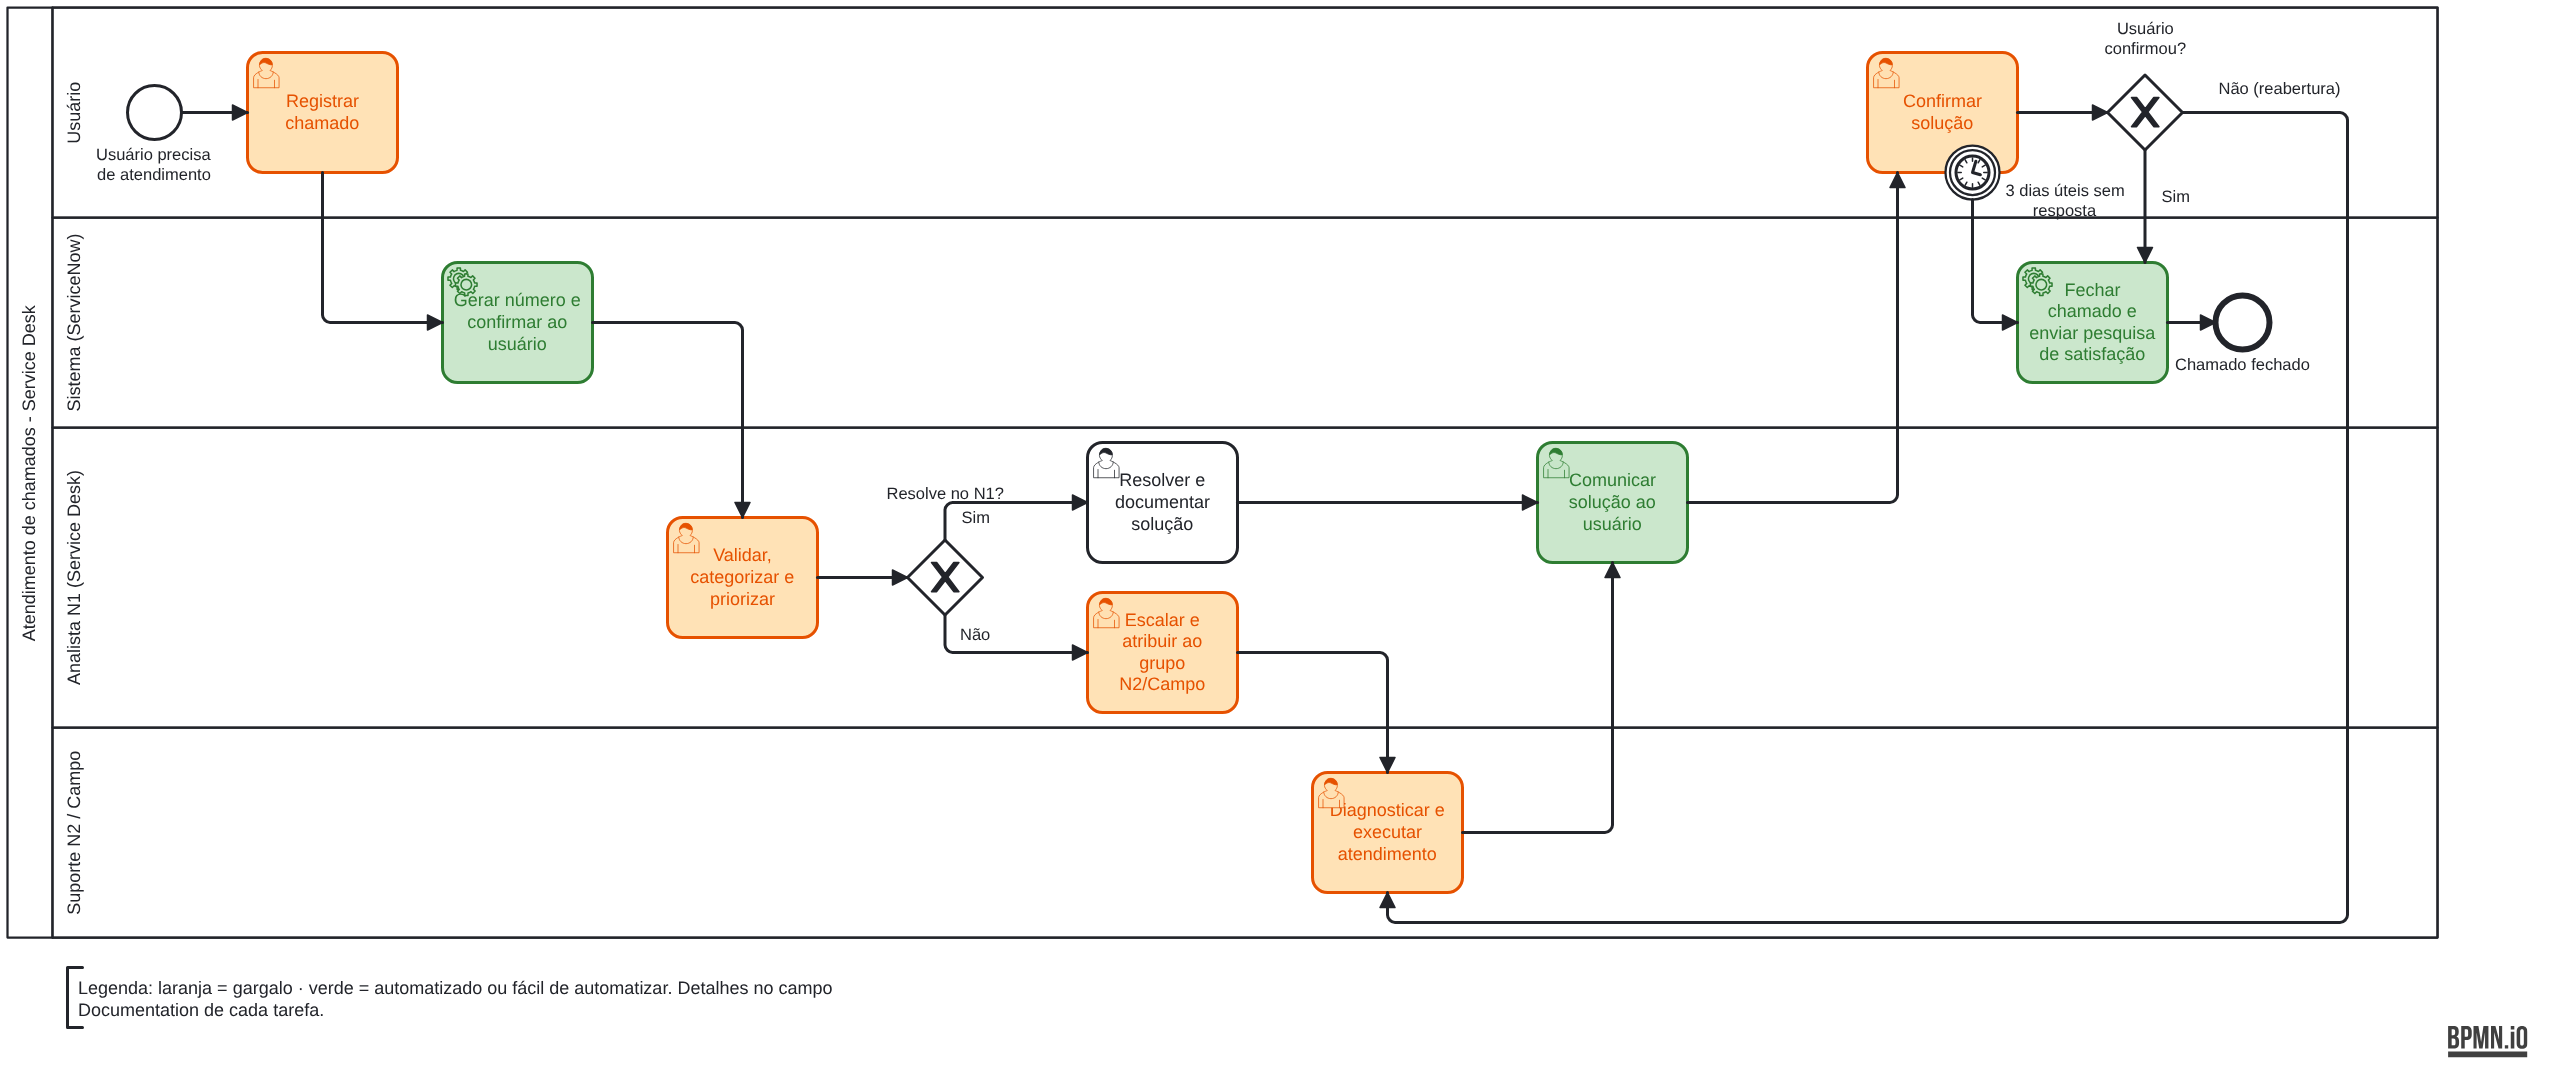 Atendimento de chamados - Service Desk
Usuário
Usuário precisa
de atendimento
Registrar
chamado
Confirmar
solução
3 dias úteis sem
resposta
Usuário
confirmou?
Não (reabertura)
Sim
Sistema (ServiceNow)
Gerar número e
confirmar ao
usuário
Fechar
chamado e
enviar pesquisa
de satisfação
Chamado fechado
Analista N1 (Service Desk)
Validar,
categorizar e
priorizar
Resolve no N1?
Sim
Não
Resolver e
documentar
solução
Escalar e
atribuir ao
grupo
N2/Campo
Comunicar
solução ao
usuário
Suporte N2 / Campo
Diagnosticar e
executar
atendimento
Legenda: laranja = gargalo · verde = automatizado ou fácil de automatizar. Detalhes no campo
Documentation de cada tarefa.
BPMN.iO